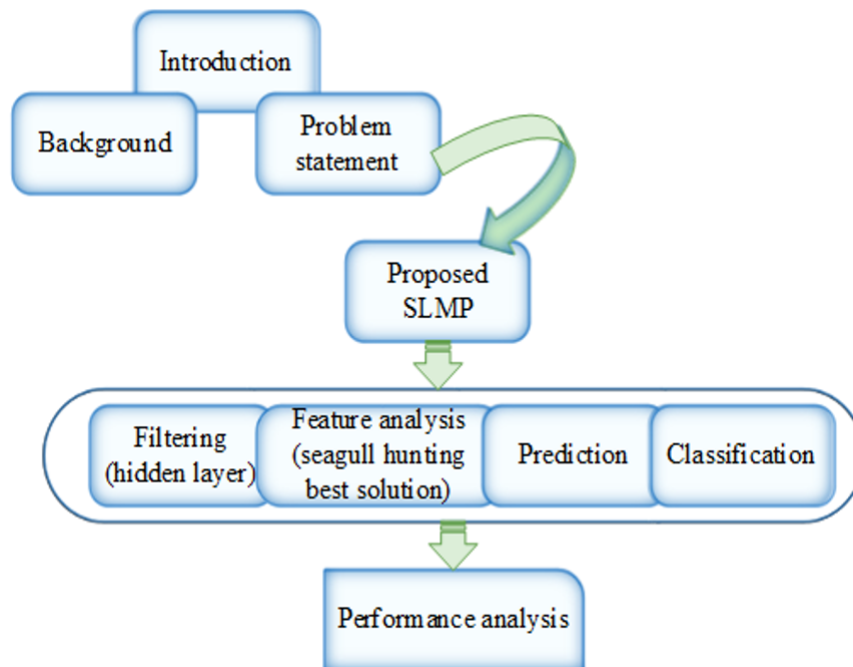 Introduction
Background
Problem
statement
Proposed
SLMP
Filtering
(hidden layer)
Feature analysis
(seagull hunting
best solution)
Prediction
Classification
Performance analysis